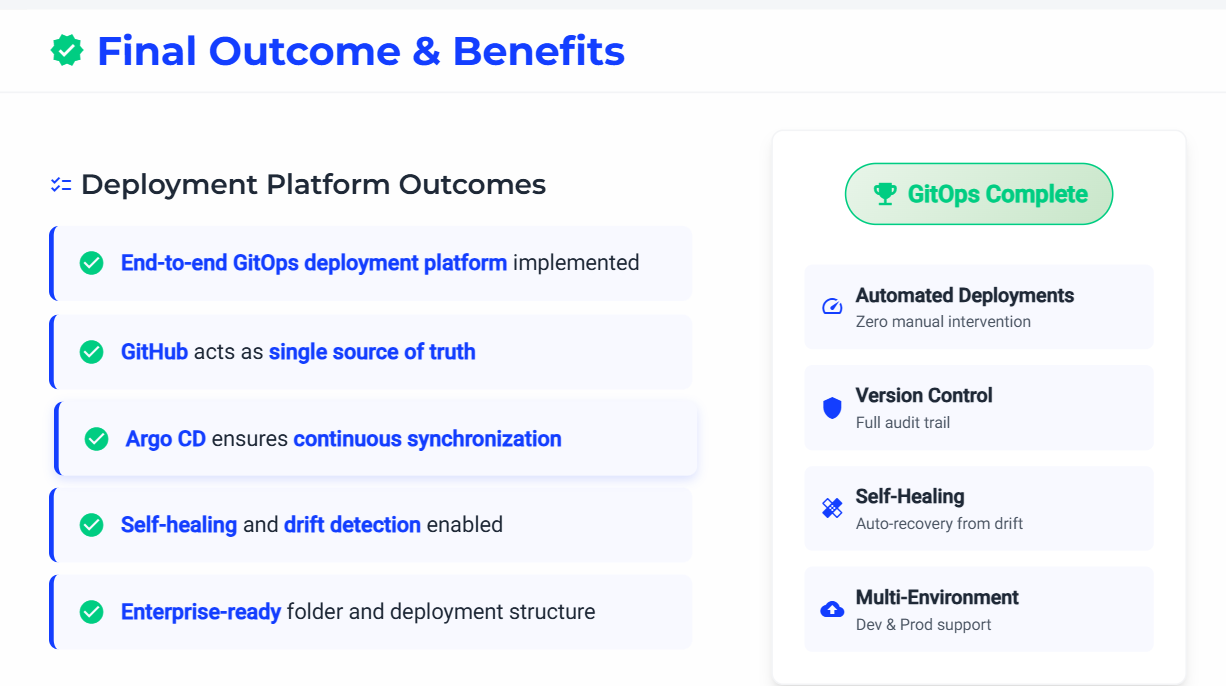 Final Outcome & Benefits
Deployment Platform Outcomes
End-to-end GitOps deployment platform implemented
GitHub acts as single source of truth
Argo CD ensures continuous synchronization
Self-healing and drift detection enabled
Enterprise-ready folder and deployment structure
GitOps Complete
Automated Deployments
Zero manual intervention
Version Control
Full audit trail
Self-Healing
Auto-recovery from drift
Multi-Environment
Dev & Prod support